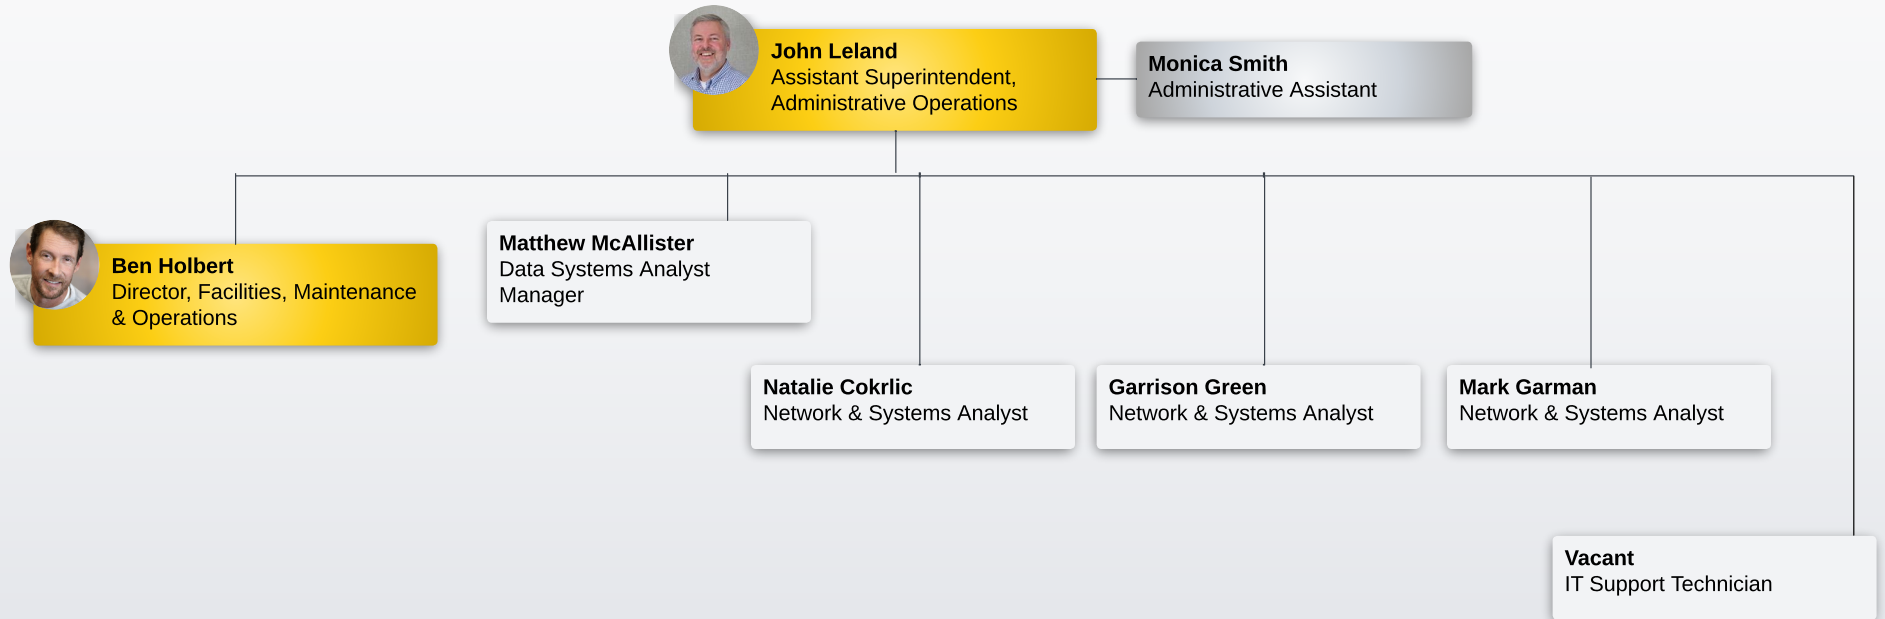 John Leland
Assistant Superintendent,
Administrative Operations
Monica Smith
Administrative Assistant
Ben Holbert
Director, Facilities, Maintenance
& Operations
Matthew McAllister
Data Systems Analyst
Manager
Natalie Cokrlic
Network & Systems Analyst
Garrison Green
Network & Systems Analyst
Mark Garman
Network & Systems Analyst
Vacant
IT Support Technician